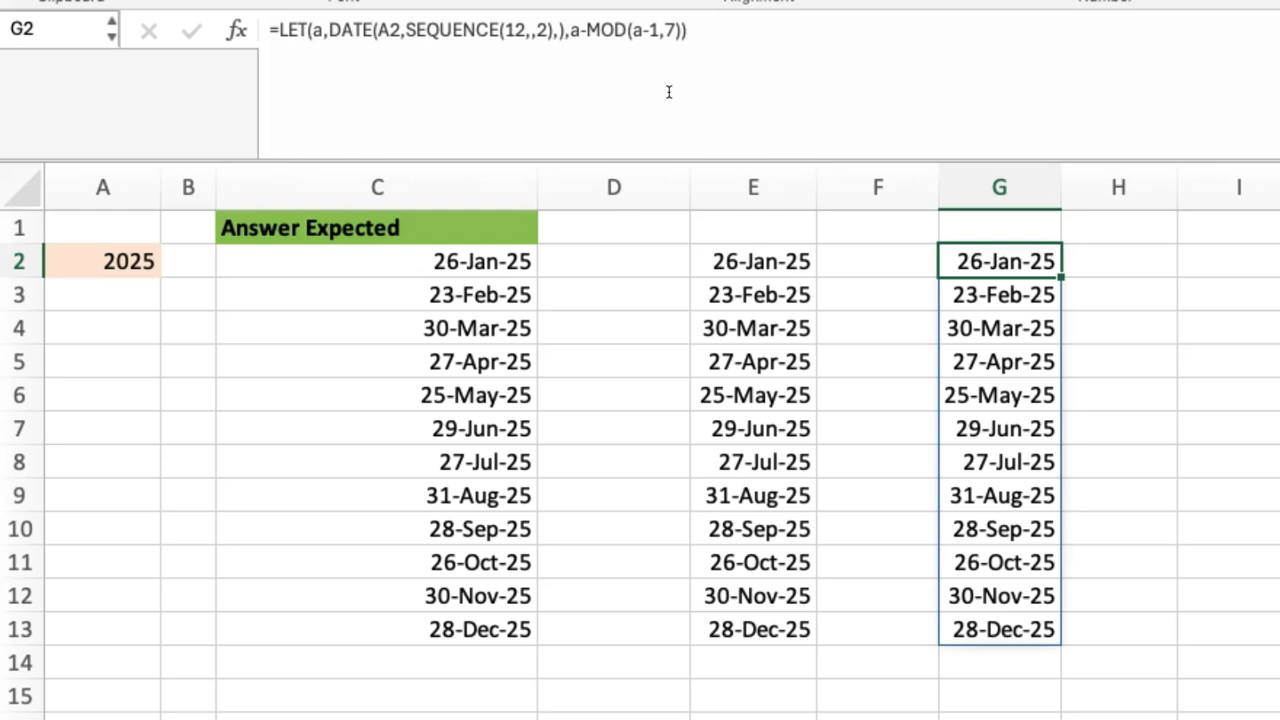 Clipboard Font Alignment Number
G2 fx =LET(a,DATE(A2,SEQUENCE(12,,2),),a-MOD(a-1,7))
A B C D E F G H I
1 Answer Expected
2 2025 26-Jan-25 26-Jan-25 26-Jan-25
3 23-Feb-25 23-Feb-25 23-Feb-25
4 30-Mar-25 30-Mar-25 30-Mar-25
5 27-Apr-25 27-Apr-25 27-Apr-25
6 25-May-25 25-May-25 25-May-25
7 29-Jun-25 29-Jun-25 29-Jun-25
8 27-Jul-25 27-Jul-25 27-Jul-25
9 31-Aug-25 31-Aug-25 31-Aug-25
10 28-Sep-25 28-Sep-25 28-Sep-25
11 26-Oct-25 26-Oct-25 26-Oct-25
12 30-Nov-25 30-Nov-25 30-Nov-25
13 28-Dec-25 28-Dec-25 28-Dec-25
14
15